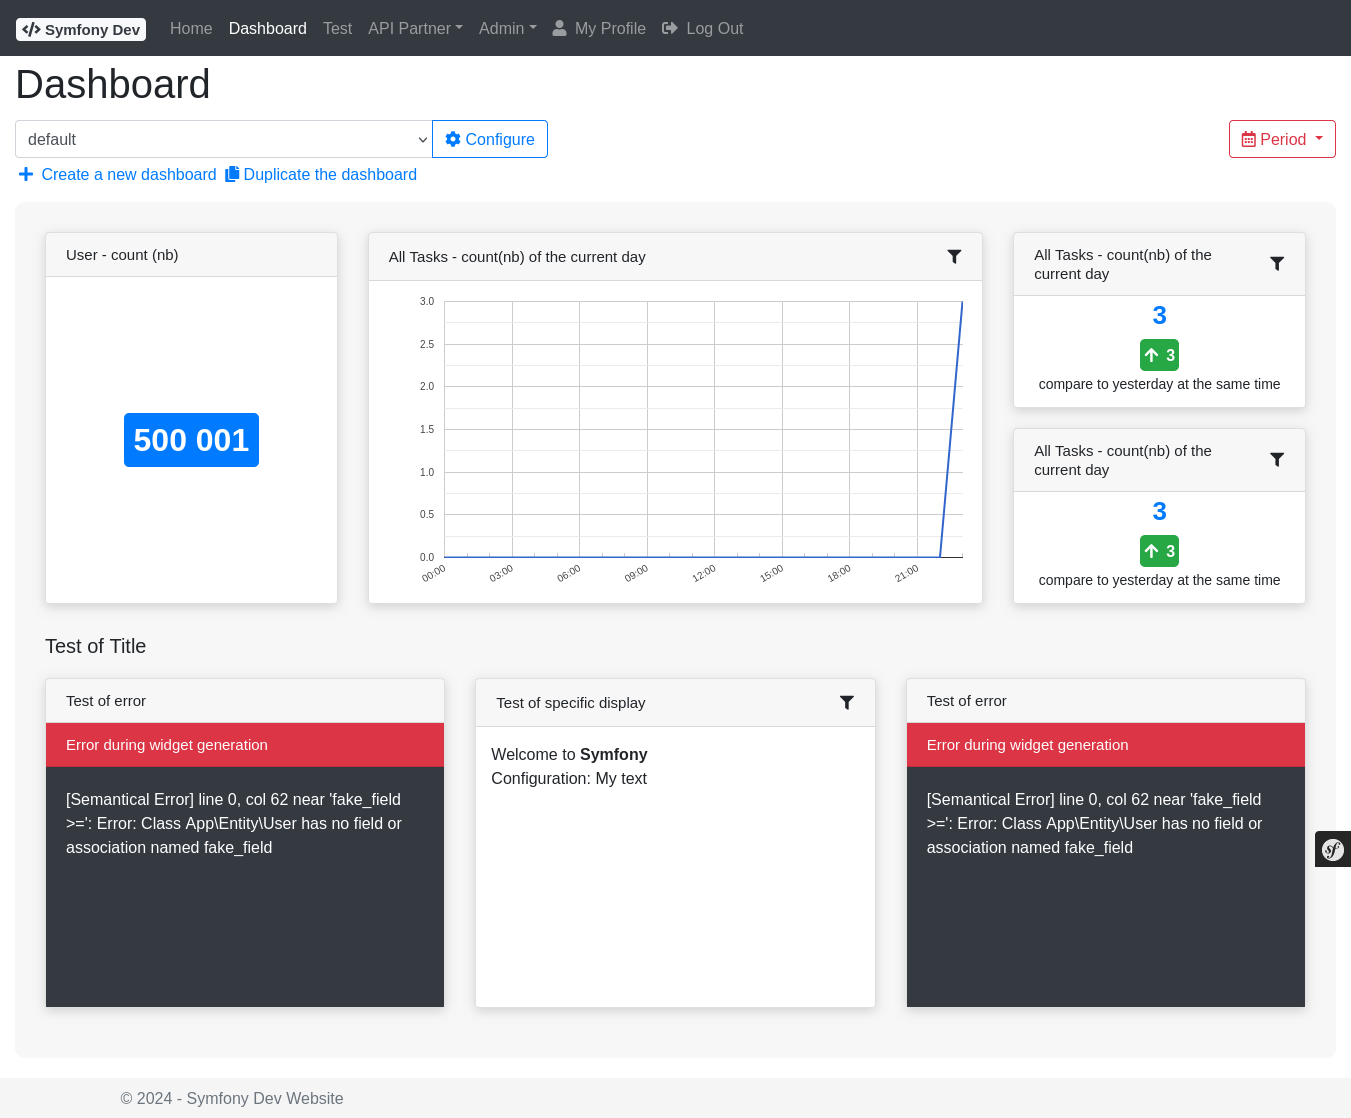 Symfony Dev Home Dashboard Test API Partner Admin My Profile Log Out
Dashboard
default Configure Period
Create a new dashboard Duplicate the dashboard
User - count (nb)
500 001
All Tasks - count(nb) of the current day
3.0
2.5
2.0
1.5
1.0
0.5
0.0
00:00 03:00 06:00 09:00 12:00 15:00 18:00 21:00
All Tasks - count(nb) of the
current day
3
3
compare to yesterday at the same time
All Tasks - count(nb) of the
current day
3
3
compare to yesterday at the same time
Test of Title
Test of error
Error during widget generation
[Semantical Error] line 0, col 62 near 'fake_field
>=': Error: Class App\Entity\User has no field or
association named fake_field
Test of specific display
Welcome to Symfony
Configuration: My text
Test of error
Error during widget generation
[Semantical Error] line 0, col 62 near 'fake_field
>=': Error: Class App\Entity\User has no field or
association named fake_field
sf
© 2024 - Symfony Dev Website